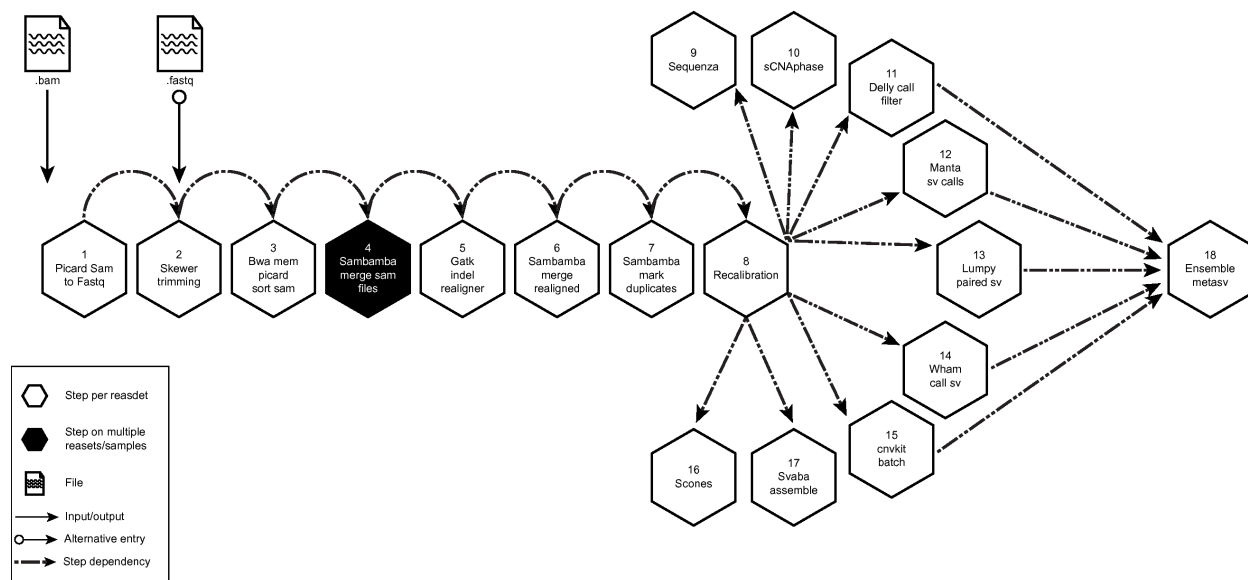 .bam
.fastq
1
Picard Sam
to Fastq
2
Skewer
trimming
3
Bwa mem
picard
sort sam
4
Sambamba
merge sam
files
5
Gatk
indel
realigner
6
Sambamba
merge
realigned
7
Sambamba
mark
duplicates
8
Recalibration
9
Sequenza
10
sCNAphase
11
Delly call
filter
12
Manta
sv calls
13
Lumpy
paired sv
14
Wham
call sv
15
cnvkit
batch
16
Scones
17
Svaba
assemble
18
Ensemble
metasv
Step per reasdet
Step on multiple
reasets/samples
File
Input/output
Alternative entry
Step dependency